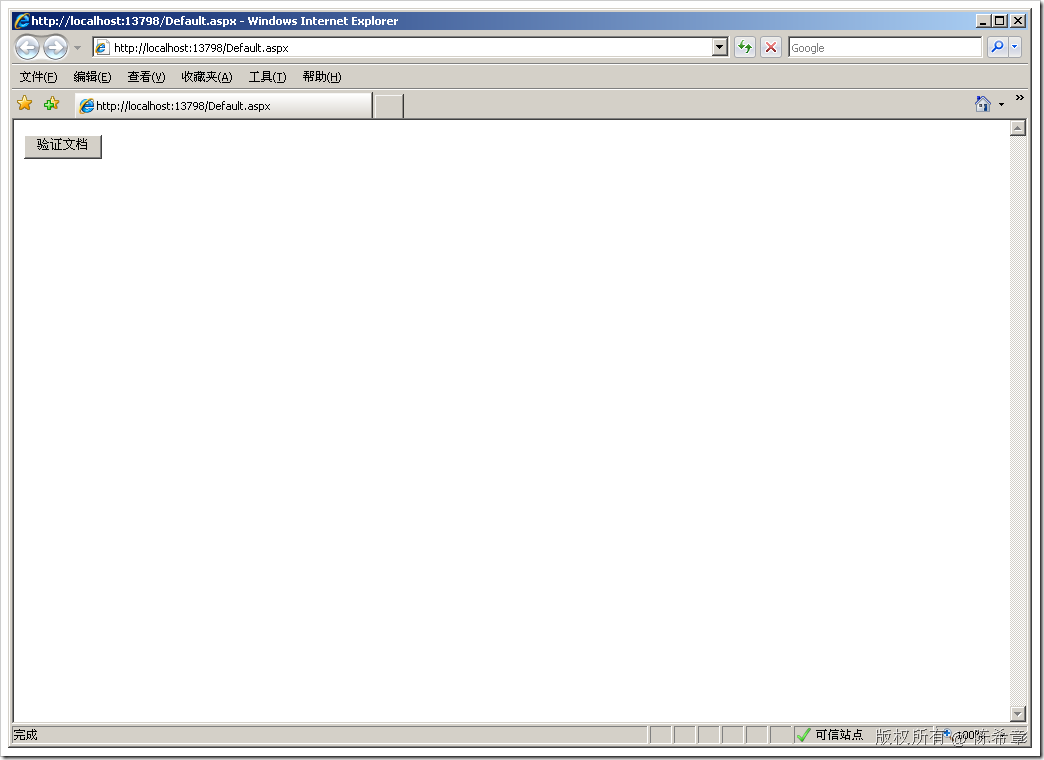 http://localhost:13798/Default.aspx - Windows Internet Explorer
http://localhost:13798/Default.aspx
Google
文件(F) 编辑(E) 查看(V) 收藏夹(A) 工具(T) 帮助(H)
http://localhost:13798/Default.aspx
验证文档
完成 可信站点 100%
版权所有 @ 陈希章